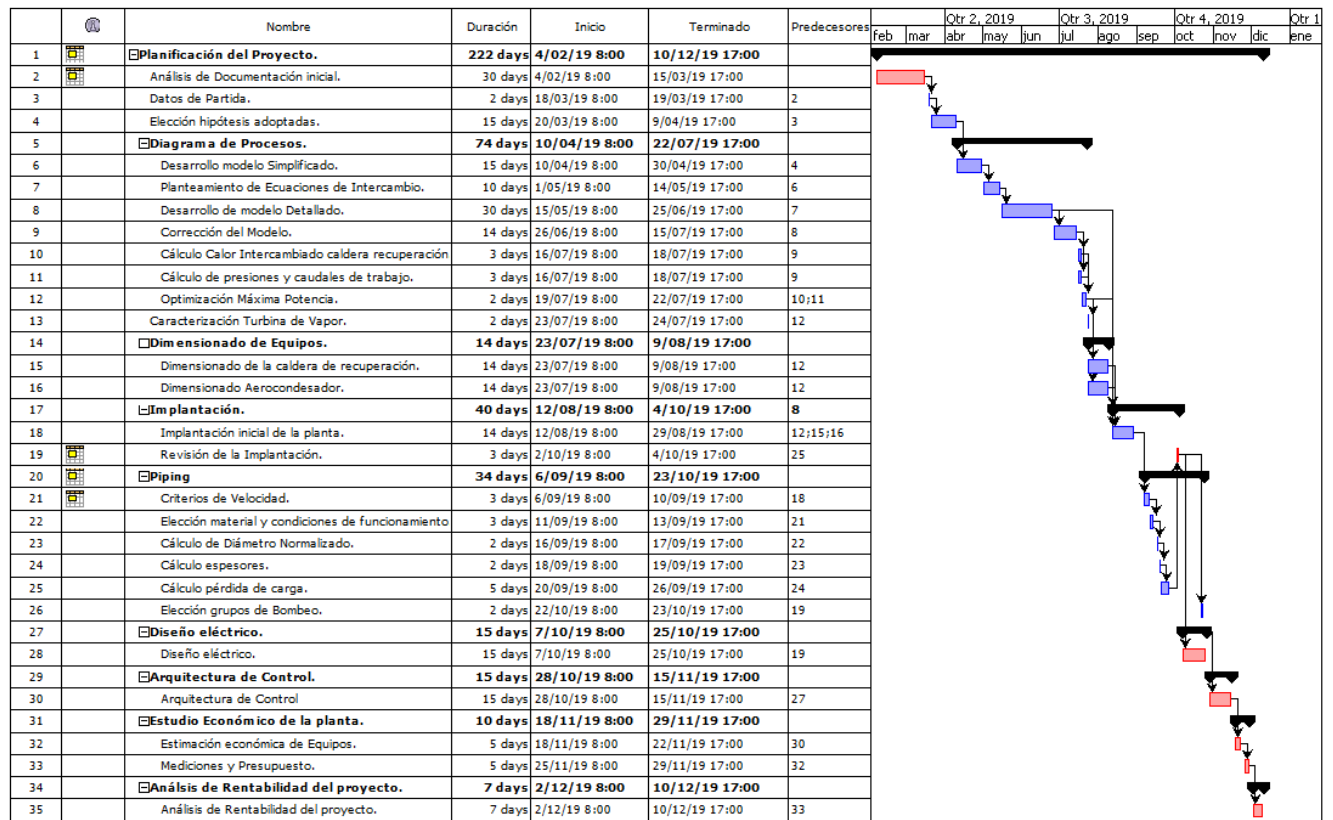 Nombre Duración Inicio Terminado Predecesores
Qtr 2, 2019 Qtr 3, 2019 Qtr 4, 2019 Qtr 1
feb mar abr may jun jul ago sep oct nov dic ene
1 Planificación del Proyecto. 222 days 4/02/19 8:00 10/12/19 17:00
2 Análisis de Documentación inicial. 30 days 4/02/19 8:00 15/03/19 17:00
3 Datos de Partida. 2 days 18/03/19 8:00 19/03/19 17:00 2
4 Elección hipótesis adoptadas. 15 days 20/03/19 8:00 9/04/19 17:00 3
5 Diagrama de Procesos. 74 days 10/04/19 8:00 22/07/19 17:00
6 Desarrollo modelo Simplificado. 15 days 10/04/19 8:00 30/04/19 17:00 4
7 Planteamiento de Ecuaciones de Intercambio. 10 days 1/05/19 8:00 14/05/19 17:00 6
8 Desarrollo de modelo Detallado. 30 days 15/05/19 8:00 25/06/19 17:00 7
9 Corrección del Modelo. 14 days 26/06/19 8:00 15/07/19 17:00 8
10 Cálculo Calor Intercambiado caldera recuperación 3 days 16/07/19 8:00 18/07/19 17:00 9
11 Cálculo de presiones y caudales de trabajo. 3 days 16/07/19 8:00 18/07/19 17:00 9
12 Optimización Máxima Potencia. 2 days 19/07/19 8:00 22/07/19 17:00 10;11
13 Caracterización Turbina de Vapor. 2 days 23/07/19 8:00 24/07/19 17:00 12
14 Dimensionado de Equipos. 14 days 23/07/19 8:00 9/08/19 17:00
15 Dimensionado de la caldera de recuperación. 14 days 23/07/19 8:00 9/08/19 17:00 12
16 Dimensionado Aerocondesador. 14 days 23/07/19 8:00 9/08/19 17:00 12
17 Implantación. 40 days 12/08/19 8:00 4/10/19 17:00 8
18 Implantación inicial de la planta. 14 days 12/08/19 8:00 29/08/19 17:00 12;15;16
19 Revisión de la Implantación. 3 days 2/10/19 8:00 4/10/19 17:00 25
20 Piping 34 days 6/09/19 8:00 23/10/19 17:00
21 Criterios de Velocidad. 3 days 6/09/19 8:00 10/09/19 17:00 18
22 Elección material y condiciones de funcionamiento 3 days 11/09/19 8:00 13/09/19 17:00 21
23 Cálculo de Diámetro Normalizado. 2 days 16/09/19 8:00 17/09/19 17:00 22
24 Cálculo espesores. 2 days 18/09/19 8:00 19/09/19 17:00 23
25 Cálculo pérdida de carga. 5 days 20/09/19 8:00 26/09/19 17:00 24
26 Elección grupos de Bombeo. 2 days 22/10/19 8:00 23/10/19 17:00 19
27 Diseño eléctrico. 15 days 7/10/19 8:00 25/10/19 17:00
28 Diseño eléctrico. 15 days 7/10/19 8:00 25/10/19 17:00 19
29 Arquitectura de Control. 15 days 28/10/19 8:00 15/11/19 17:00
30 Arquitectura de Control 15 days 28/10/19 8:00 15/11/19 17:00 27
31 Estudio Económico de la planta. 10 days 18/11/19 8:00 29/11/19 17:00
32 Estimación económica de Equipos. 5 days 18/11/19 8:00 22/11/19 17:00 30
33 Mediciones y Presupuesto. 5 days 25/11/19 8:00 29/11/19 17:00 32
34 Análsis de Rentabilidad del proyecto. 7 days 2/12/19 8:00 10/12/19 17:00
35 Análisis de Rentabilidad del proyecto. 7 days 2/12/19 8:00 10/12/19 17:00 33